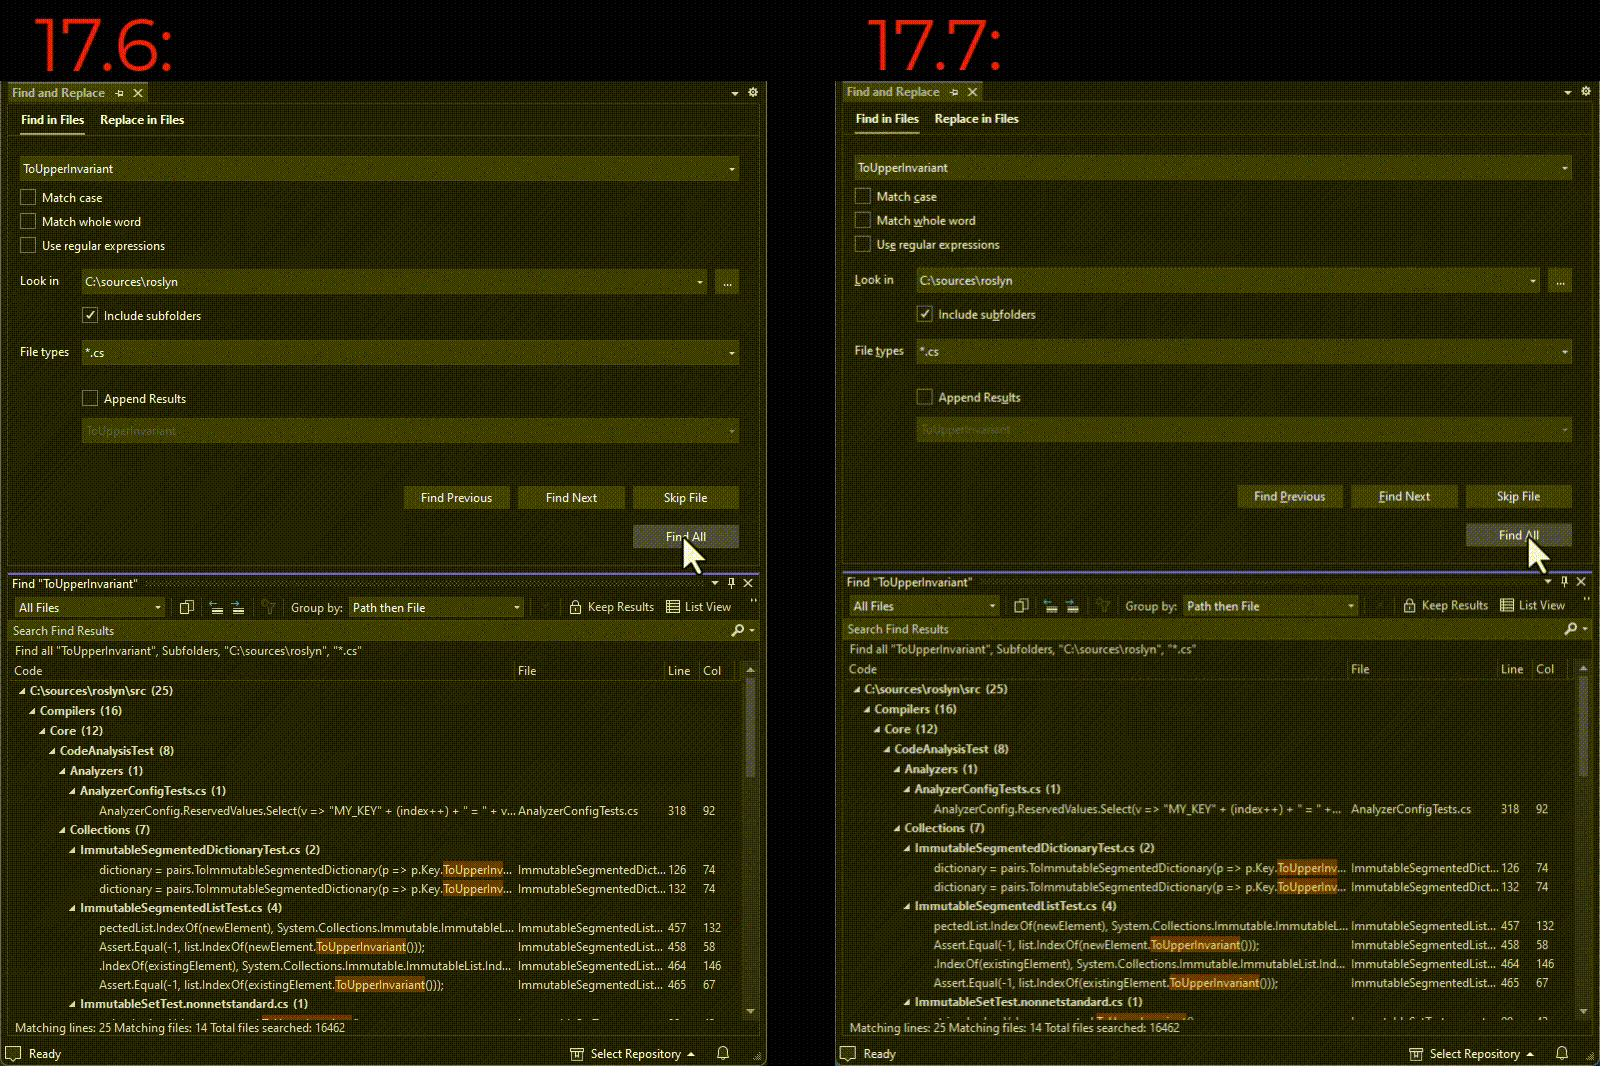 17.6:
Find and Replace
Find in Files Replace in Files
ToUpperInvariant
Match case
Match whole word
Use regular expressions
Look in C:\sources\roslyn ...
Include subfolders
File types *.cs
Append Results
ToUpperInvariant
Find Previous Find Next Skip File
Find All
Find "ToUpperInvariant"
All Files Group by: Path then File Keep Results List View "
Search Find Results
Find all "ToUpperInvariant", Subfolders, "C:\sources\roslyn", "*.cs"
Code File Line Col
C:\sources\roslyn\src (25)
Compilers (16)
Core (12)
CodeAnalysisTest (8)
Analyzers (1)
AnalyzerConfigTests.cs (1)
AnalyzerConfig.ReservedValues.Select(v => "MY_KEY" + (index++) + " = " + v... AnalyzerConfigTests.cs 318 92
Collections (7)
ImmutableSegmentedDictionaryTest.cs (2)
dictionary = pairs.ToImmutableSegmentedDictionary(p => p.Key.ToUpperInv... ImmutableSegmentedDict... 126 74
dictionary = pairs.ToImmutableSegmentedDictionary(p => p.Key.ToUpperInv... ImmutableSegmentedDict... 132 74
ImmutableSegmentedListTest.cs (4)
pectedList.IndexOf(newElement), System.Collections.Immutable.ImmutableL... ImmutableSegmentedList... 457 132
Assert.Equal(-1, list.IndexOf(newElement.ToUpperInvariant())); ImmutableSegmentedList... 458 58
.IndexOf(existingElement), System.Collections.Immutable.ImmutableList.Ind... ImmutableSegmentedList... 464 146
Assert.Equal(-1, list.IndexOf(existingElement.ToUpperInvariant())); ImmutableSegmentedList... 465 67
ImmutableSetTest.nonnetstandard.cs (1)
Matching lines: 25 Matching files: 14 Total files searched: 16462
Ready Select Repository
17.7:
Find and Replace
Find in Files Replace in Files
ToUpperInvariant
Match case
Match whole word
Use regular expressions
Look in C:\sources\roslyn ...
Include subfolders
File types *.cs
Append Results
ToUpperInvariant
Find Previous Find Next Skip File
Find All
Find "ToUpperInvariant"
All Files Group by: Path then File Keep Results List View "
Search Find Results
Find all "ToUpperInvariant", Subfolders, "C:\sources\roslyn", "*.cs"
Code File Line Col
C:\sources\roslyn\src (25)
Compilers (16)
Core (12)
CodeAnalysisTest (8)
Analyzers (1)
AnalyzerConfigTests.cs (1)
AnalyzerConfig.ReservedValues.Select(v => "MY_KEY" + (index++) + " = " +... AnalyzerConfigTests.cs 318 92
Collections (7)
ImmutableSegmentedDictionaryTest.cs (2)
dictionary = pairs.ToImmutableSegmentedDictionary(p => p.Key.ToUpperInv... ImmutableSegmentedDict... 126 74
dictionary = pairs.ToImmutableSegmentedDictionary(p => p.Key.ToUpperInv... ImmutableSegmentedDict... 132 74
ImmutableSegmentedListTest.cs (4)
pectedList.IndexOf(newElement), System.Collections.Immutable.ImmutableL... ImmutableSegmentedList... 457 132
Assert.Equal(-1, list.IndexOf(newElement.ToUpperInvariant())); ImmutableSegmentedList... 458 58
.IndexOf(existingElement), System.Collections.Immutable.ImmutableList.Ind... ImmutableSegmentedList... 464 146
Assert.Equal(-1, list.IndexOf(existingElement.ToUpperInvariant())); ImmutableSegmentedList... 465 67
ImmutableSetTest.nonnetstandard.cs (1)
Matching lines: 25 Matching files: 14 Total files searched: 16462
Ready Select Repository